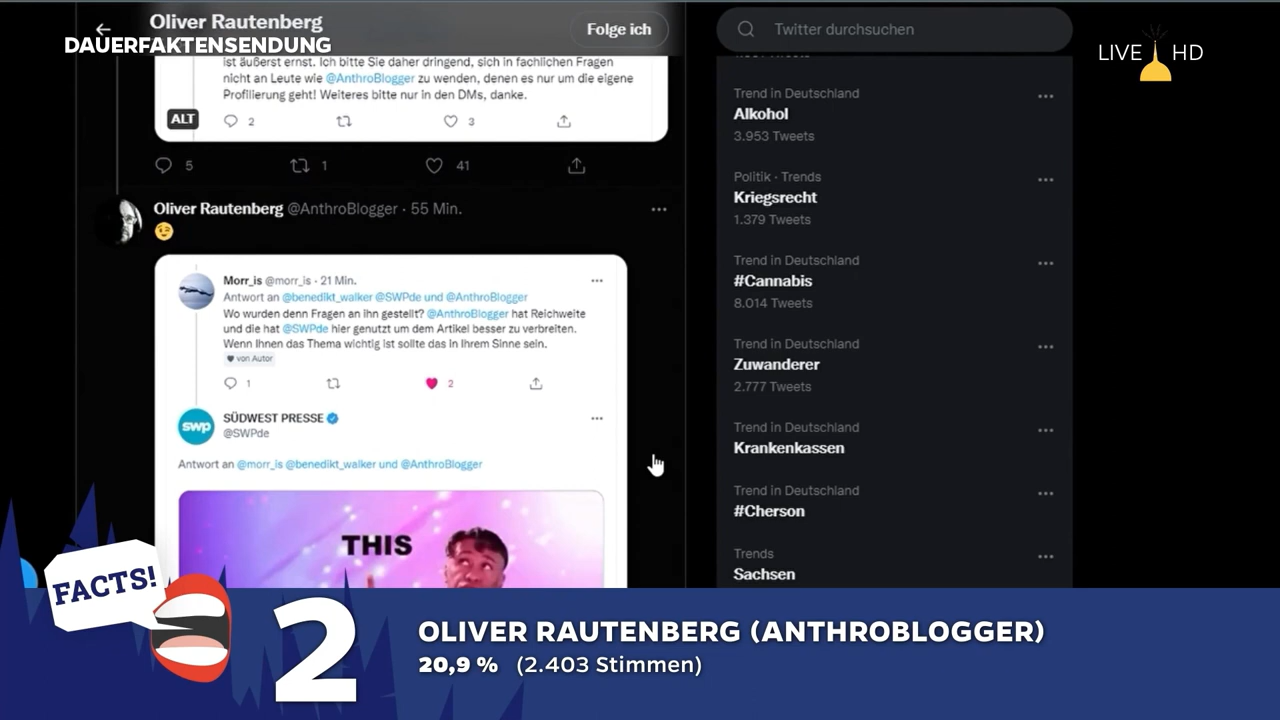 Oliver Rautenberg
Folge ich
DAUERFAKTENSENDUNG
ist äußerst ernst. Ich bitte Sie daher dringend, sich in fachlichen Fragen
nicht an Leute wie @AnthroBlogger zu wenden, denen es nur um die eigene
Profilierung geht! Weiteres bitte nur in den DMs, danke.
ALT
2
3
5
1
41
Oliver Rautenberg @AnthroBlogger · 55 Min.
Morr_is @morr_is · 21 Min.
Antwort an @benedikt_walker @SWPde und @AnthroBlogger
Wo wurden denn Fragen an ihn gestellt? @AnthroBlogger hat Reichweite
und die hat @SWPde hier genutzt um dem Artikel besser zu verbreiten.
Wenn Ihnen das Thema wichtig ist sollte das in Ihrem Sinne sein.
von Autor
1
2
swp
SÜDWEST PRESSE
@SWPde
Antwort an @morr_is @benedikt_walker und @AnthroBlogger
THIS
Twitter durchsuchen
LIVE HD
Trend in Deutschland
Alkohol
3.953 Tweets
Politik · Trends
Kriegsrecht
1.379 Tweets
Trend in Deutschland
#Cannabis
8.014 Tweets
Trend in Deutschland
Zuwanderer
2.777 Tweets
Trend in Deutschland
Krankenkassen
Trend in Deutschland
#Cherson
Trends
Sachsen
FACTS!
2
OLIVER RAUTENBERG (ANTHROBLOGGER)
20,9 % (2.403 Stimmen)